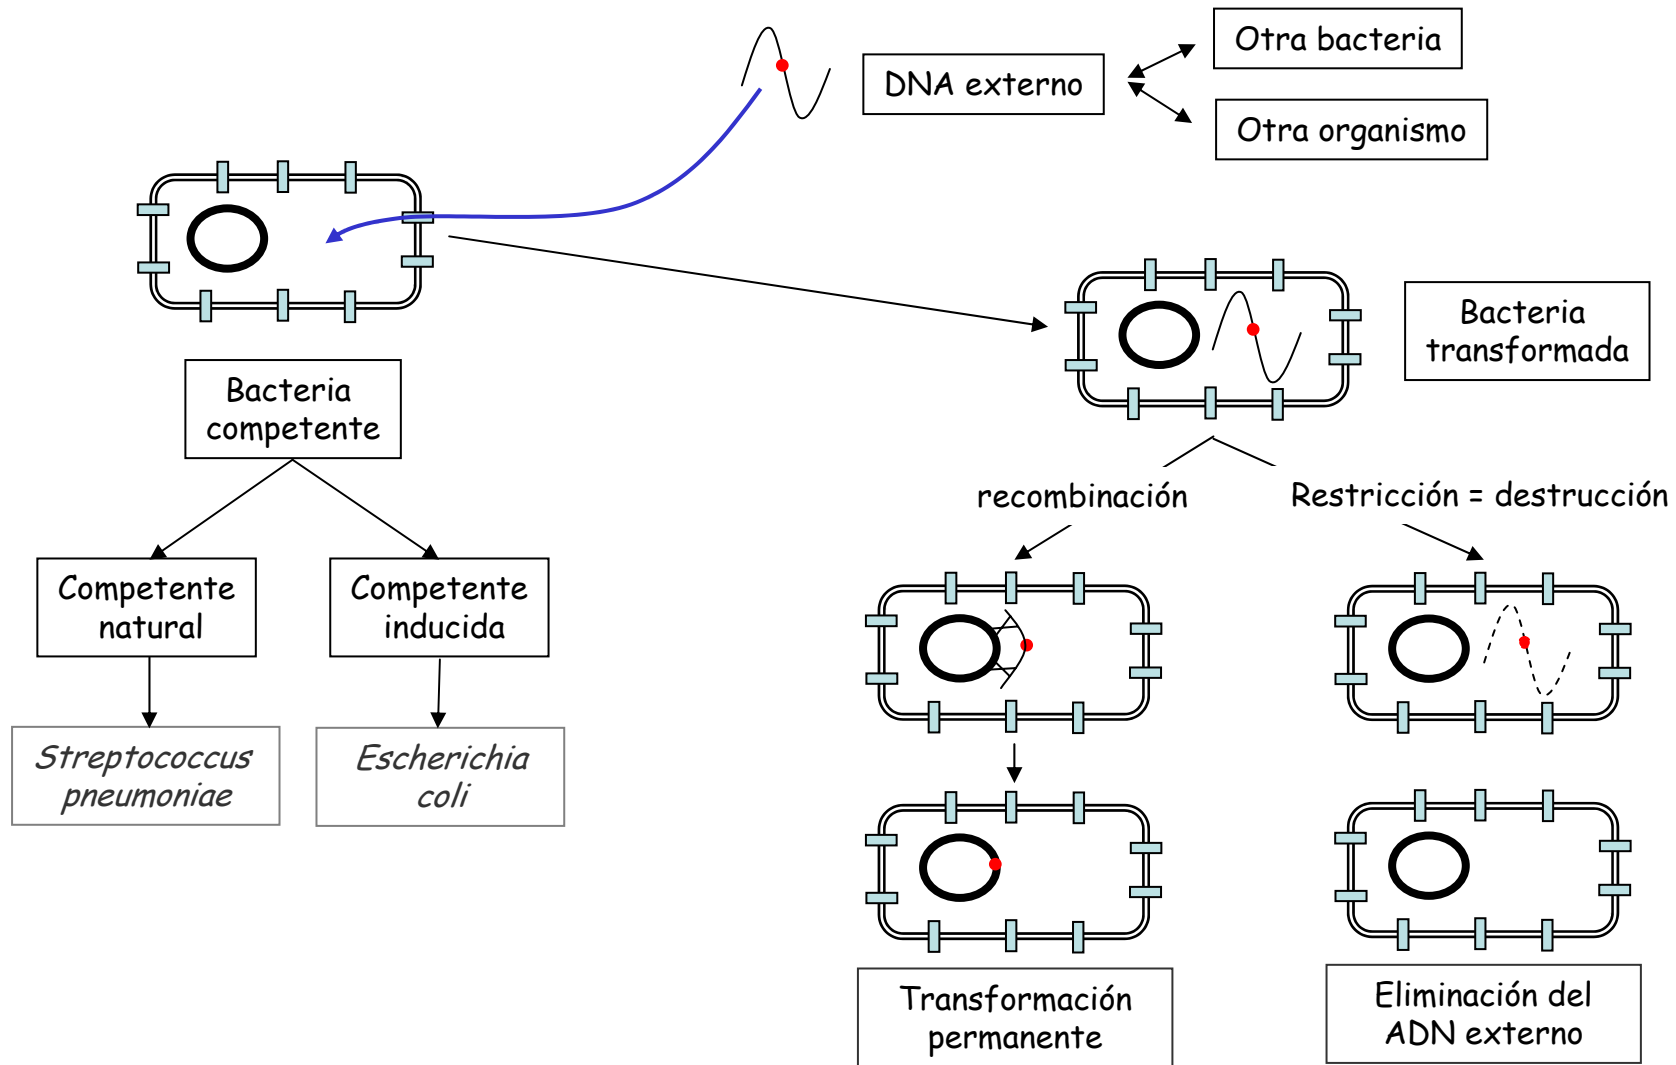 DNA externo
Otra bacteria
Otra organismo
Bacteria
competente
Bacteria
transformada
Competente
natural
Competente
inducida
Streptococcus
pneumoniae
Escherichia
coli
recombinación
Restricción = destrucción
Transformación
permanente
Eliminación del
ADN externo